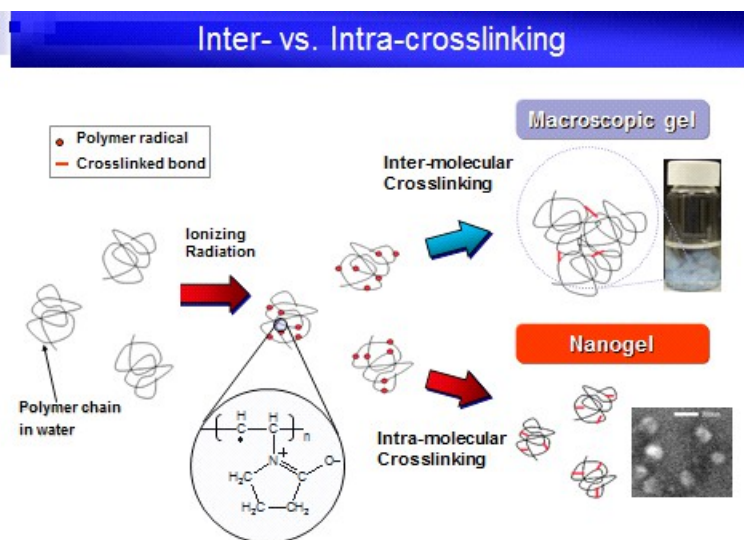 Inter- vs. Intra-crosslinking
Polymer radical
Crosslinked bond
Macroscopic gel
Inter-molecular
Crosslinking
Ionizing
Radiation
Nanogel
Polymer chain
in water
Intra-molecular
Crosslinking
H
H
C
C
n
N
+
O-
H₂C
C
H₂C
CH₂